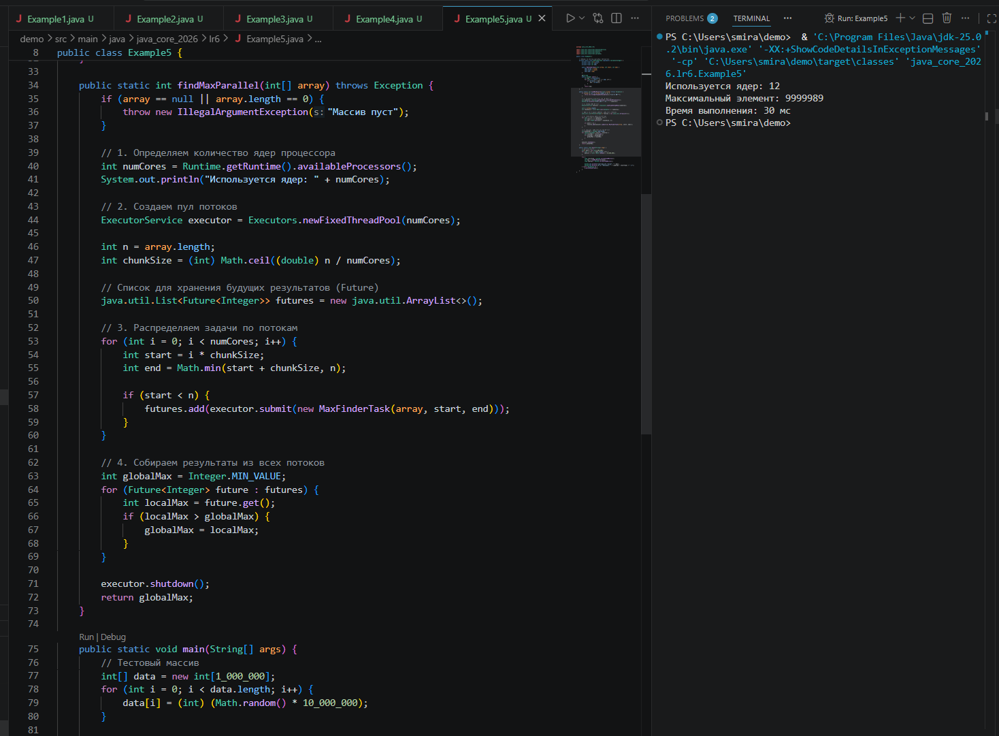 Example1.java U Example2.java U Example3.java U Example4.java U Example5.java U
demo > src > main > java > java_core_2026 > lr6 > Example5.java > ...
8 public class Example5 {
33
34 public static int findMaxParallel(int[] array) throws Exception {
35 if (array == null || array.length == 0) {
36 throw new IllegalArgumentException(s: "Массив пуст");
37 }
38
39 // 1. Определяем количество ядер процессора
40 int numCores = Runtime.getRuntime().availableProcessors();
41 System.out.println("Используется ядер: " + numCores);
42
43 // 2. Создаем пул потоков
44 ExecutorService executor = Executors.newFixedThreadPool(numCores);
45
46 int n = array.length;
47 int chunkSize = (int) Math.ceil((double) n / numCores);
48
49 // Список для хранения будущих результатов (Future)
50 java.util.List<Future<Integer>> futures = new java.util.ArrayList<>();
51
52 // 3. Распределяем задачи по потокам
53 for (int i = 0; i < numCores; i++) {
54 int start = i * chunkSize;
55 int end = Math.min(start + chunkSize, n);
56
57 if (start < n) {
58 futures.add(executor.submit(new MaxFinderTask(array, start, end)));
59 }
60 }
61
62 // 4. Собираем результаты из всех потоков
63 int globalMax = Integer.MIN_VALUE;
64 for (Future<Integer> future : futures) {
65 int localMax = future.get();
66 if (localMax > globalMax) {
67 globalMax = localMax;
68 }
69 }
70
71 executor.shutdown();
72 return globalMax;
73 }
74
Run | Debug
75 public static void main(String[] args) {
76 // Тестовый массив
77 int[] data = new int[1_000_000];
78 for (int i = 0; i < data.length; i++) {
79 data[i] = (int) (Math.random() * 10_000_000);
80 }
81
PROBLEMS 2 TERMINAL ... Run: Example5
PS C:\Users\smira\demo> & 'C:\Program Files\Java\jdk-25.0
.2\bin\java.exe' '-XX:+ShowCodeDetailsInExceptionMessages'
'-cp' 'C:\Users\smira\demo\target\classes' 'java_core_202
6.lr6.Example5'
Используется ядер: 12
Максимальный элемент: 9999989
Время выполнения: 30 мс
PS C:\Users\smira\demo>